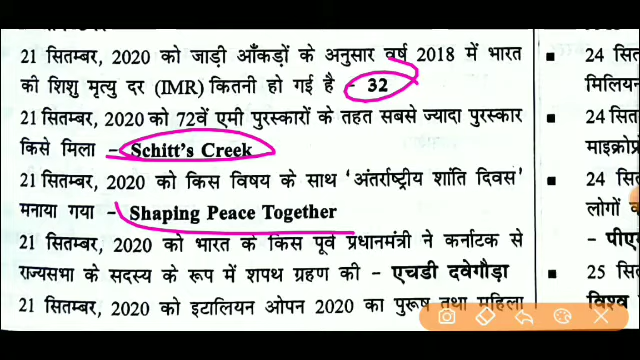 21 सितम्बर, 2020 को जाड़ी आँकड़ों के अनुसार वर्ष 2018 में भारत
की शिशु मृत्यु दर (IMR) कितनी हो गई है - 32
21 सितम्बर, 2020 को 72वें एमी पुरस्कारों के तहत सबसे ज्यादा पुरस्कार
किसे मिला – Schitt's Creek
21 सितम्बर, 2020 को किस विषय के साथ 'अंतर्राष्ट्रीय शांति दिवस'
मनाया गया - Shaping Peace Together
21 सितम्बर, 2020 को भारत के किस पूर्व प्रधानमंत्री ने कर्नाटक से
राज्यसभा के सदस्य के रूप में शपथ ग्रहण की – एचडी दवेगौड़ा
21 सितम्बर, 2020 को इटालियन ओपन 2020 का पुरूष तथा महिला
▪ 24 सित
मिलियन
▪ 24 सित
माइक्रोप्र
▪ 24 सित
लोगों
- पीए
▪ 25 सित
विश्व